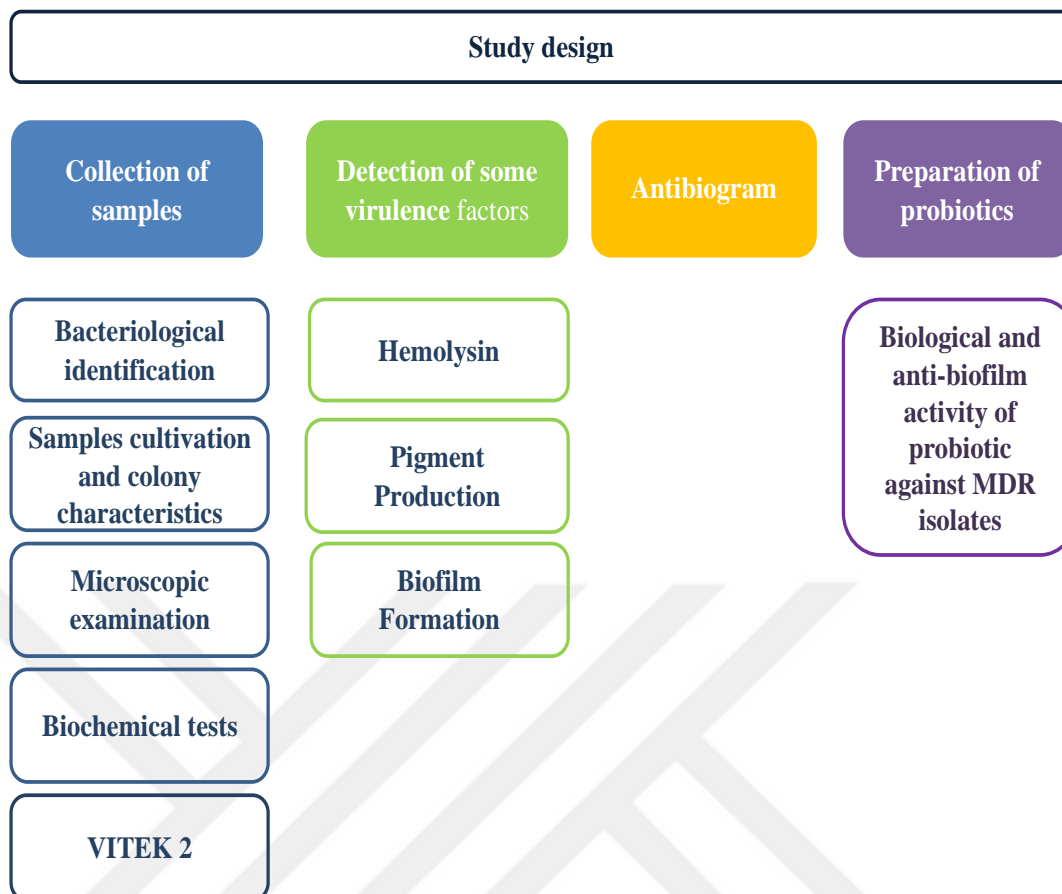 Study design
Collection of
samples
Detection of some
virulence factors
Antibiogram
Preparation of
probiotics
Bacteriological
identification
Samples cultivation
and colony
characteristics
Microscopic
examination
Biochemical tests
VITEK 2
Hemolysin
Pigment
Production
Biofilm
Formation
Biological and
anti-biofilm
activity of
probiotic
against MDR
isolates